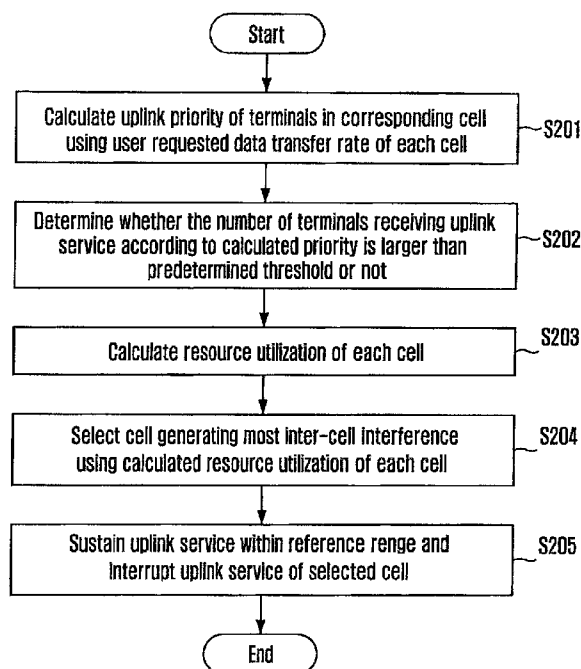 Start
Calculate uplink priority of terminals in corresponding cell
using user requested data transfer rate of each cell
S201
Determine whether the number of terminals receiving uplink
service according to calculated priority is larger than
predetermined threshold or not
S202
Calculate resource utilization of each cell
S203
Select cell generating most inter-cell interference
using calculated resource utilization of each cell
S204
Sustain uplink service within reference renge and
interrupt uplink service of selected cell
S205
End